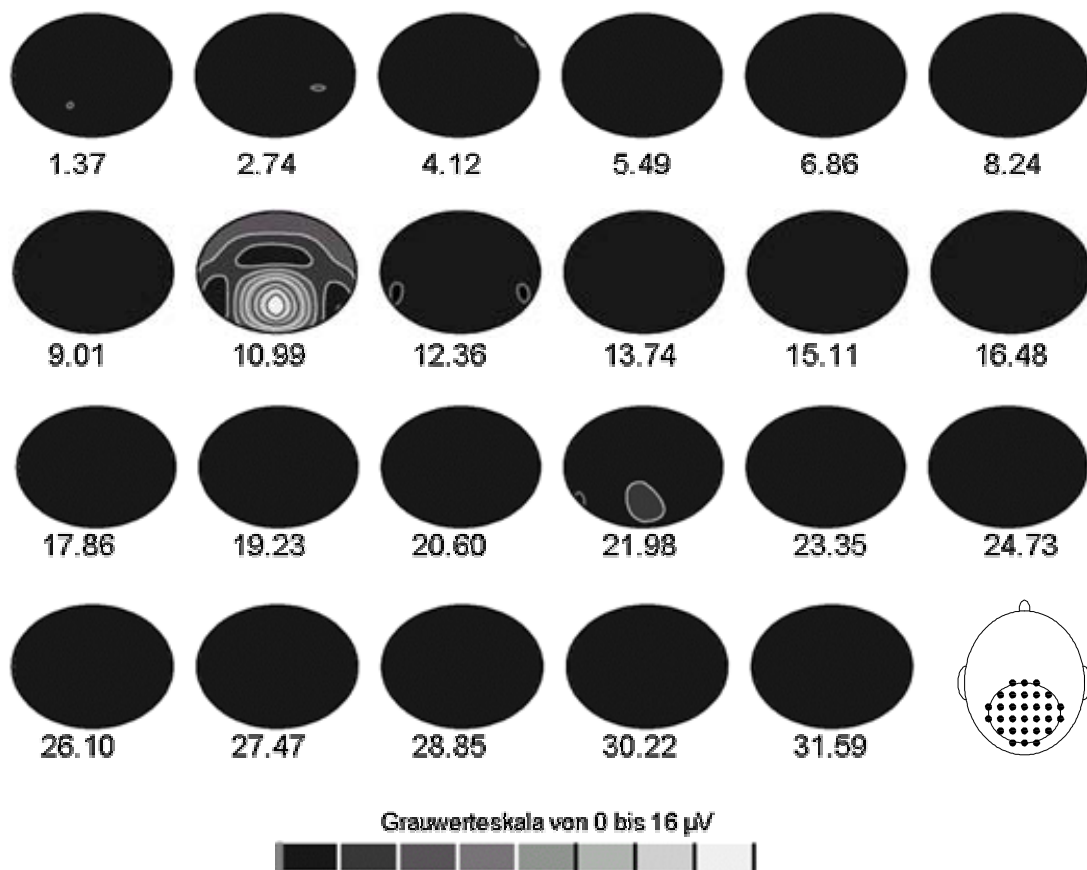 1.37 2.74 4.12 5.49 6.86 8.24
9.01 10.99 12.36 13.74 15.11 16.48
17.86 19.23 20.60 21.98 23.35 24.73
26.10 27.47 28.85 30.22 31.59
Grauwerteskala von 0 bis 16 µV